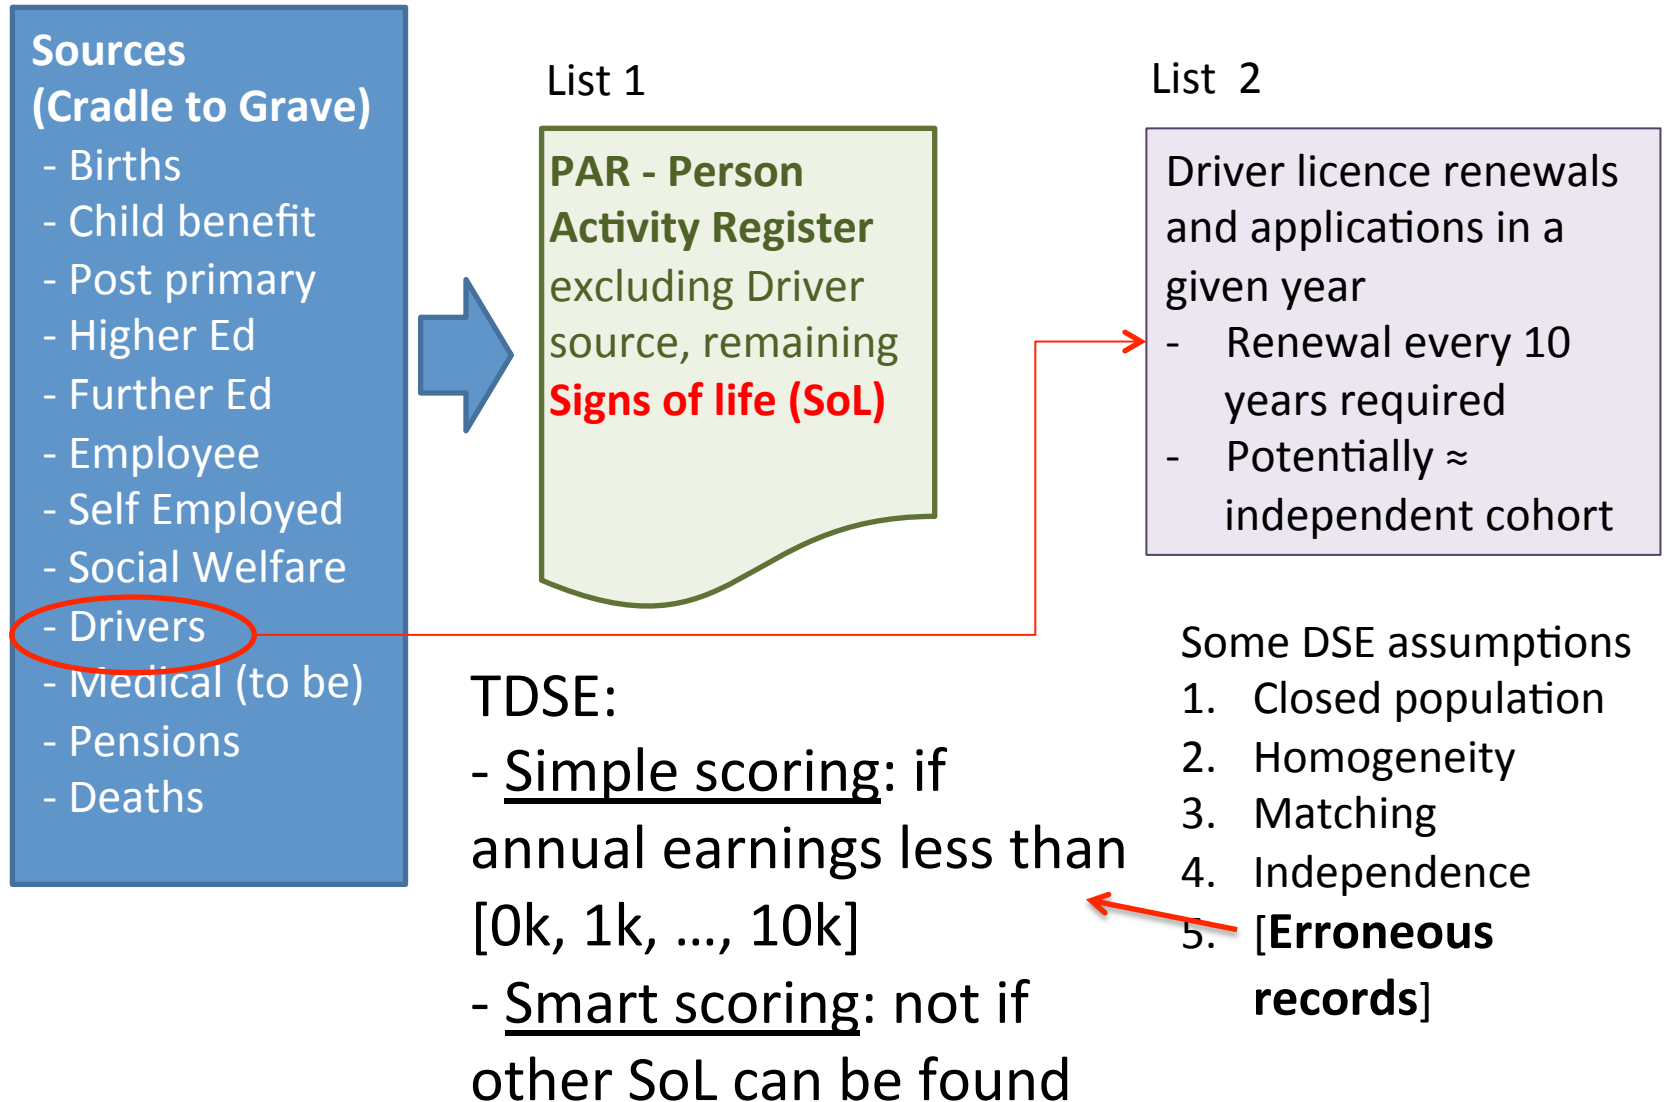 Sources
(Cradle to Grave)
- Births
- Child benefit
- Post primary
- Higher Ed
- Further Ed
- Employee
- Self Employed
- Social Welfare
- Drivers
- Medical (to be)
- Pensions
- Deaths
List 1
PAR - Person
Activity Register
excluding Driver
source, remaining
Signs of life (SoL)
List 2
Driver licence renewals
and applications in a
given year
- Renewal every 10
years required
- Potentially ≈
independent cohort
TDSE:
- Simple scoring: if
annual earnings less than
[0k, 1k, …, 10k]
- Smart scoring: not if
other SoL can be found
Some DSE assumptions
1. Closed population
2. Homogeneity
3. Matching
4. Independence
5. [Erroneous
records]